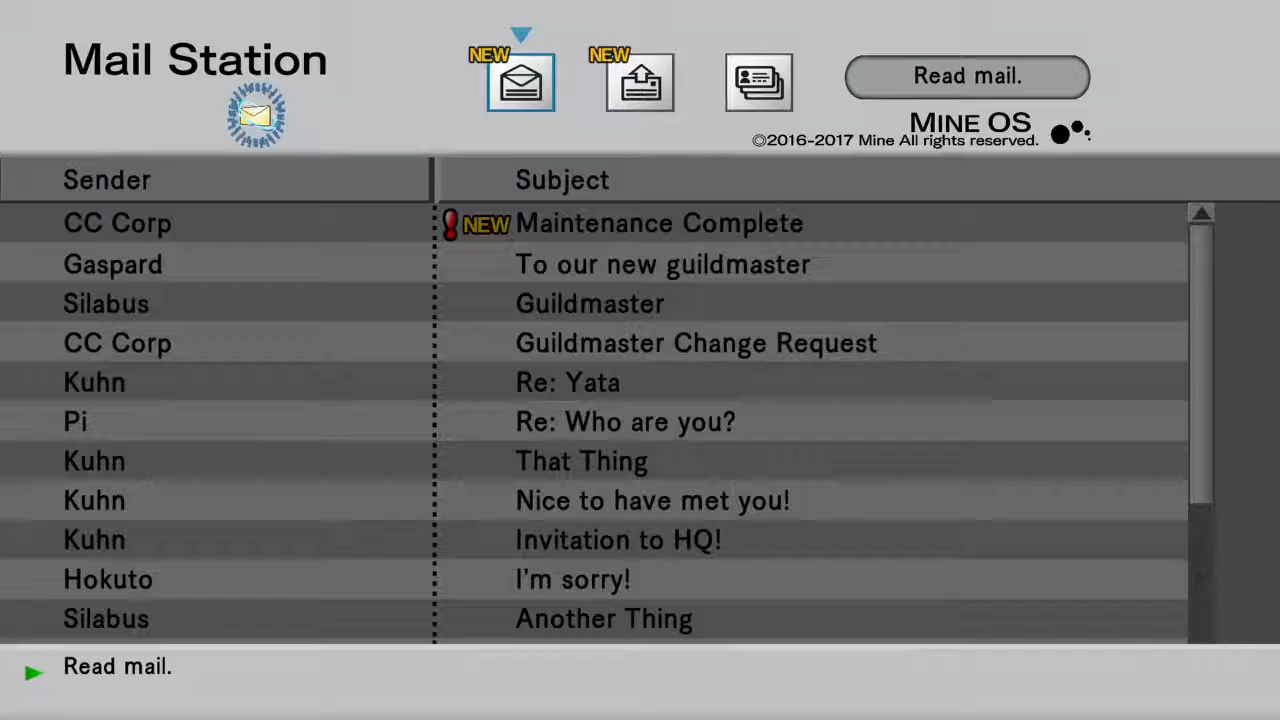 Mail Station
NEW
NEW
Read mail.
MINE OS
©2016-2017 Mine All rights reserved.
Sender Subject
CC Corp NEW Maintenance Complete
Gaspard To our new guildmaster
Silabus Guildmaster
CC Corp Guildmaster Change Request
Kuhn Re: Yata
Pi Re: Who are you?
Kuhn That Thing
Kuhn Nice to have met you!
Kuhn Invitation to HQ!
Hokuto I'm sorry!
Silabus Another Thing
Read mail.